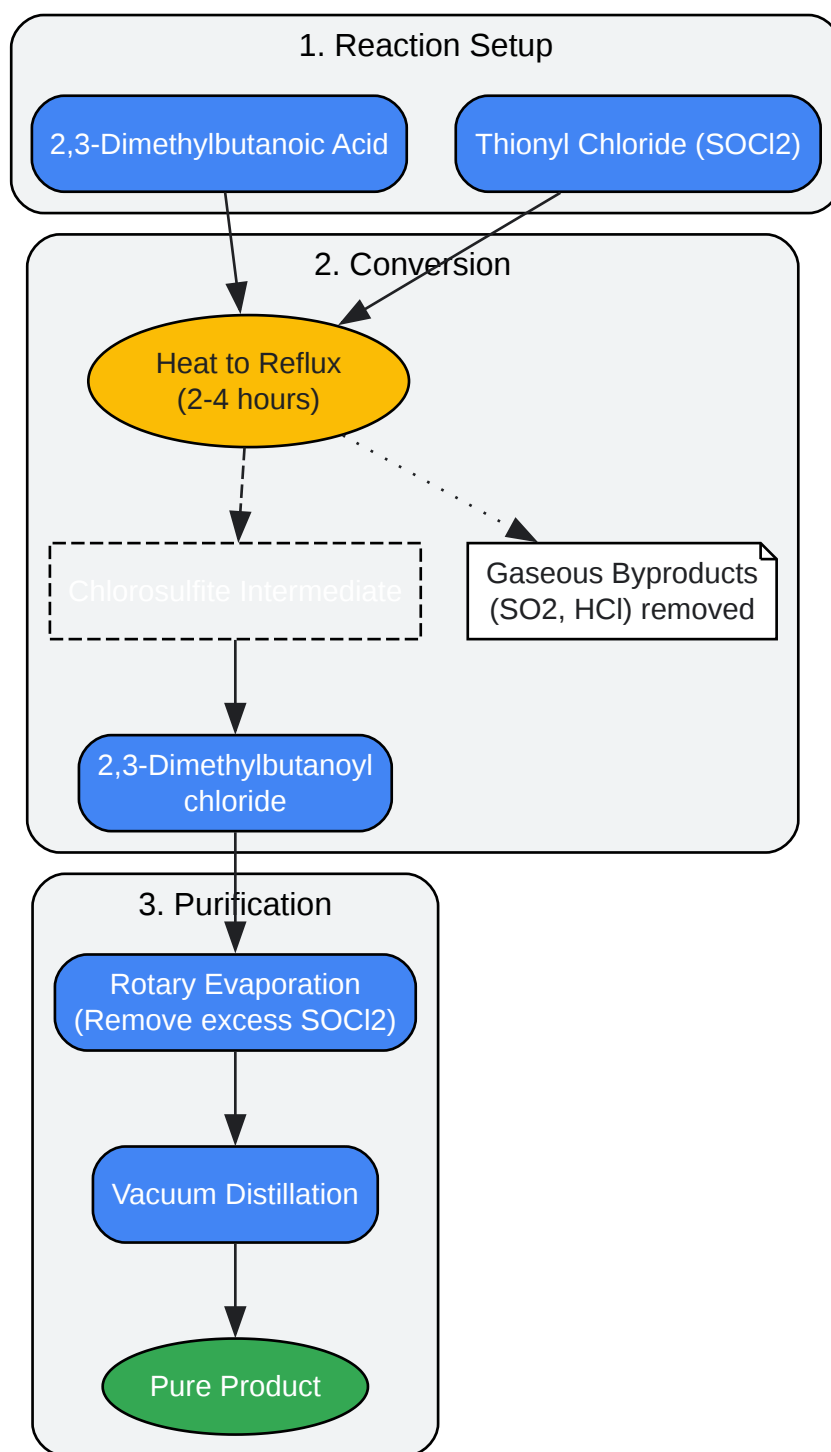 1. Reaction Setup
2,3-Dimethylbutanoic Acid
Thionyl Chloride (SOCl2)
2. Conversion
Heat to Reflux
(2-4 hours)
Chlorosulfite Intermediate
Gaseous Byproducts
(SO2, HCl) removed
2,3-Dimethylbutanoyl
chloride
3. Purification
Rotary Evaporation
(Remove excess SOCl2)
Vacuum Distillation
Pure Product